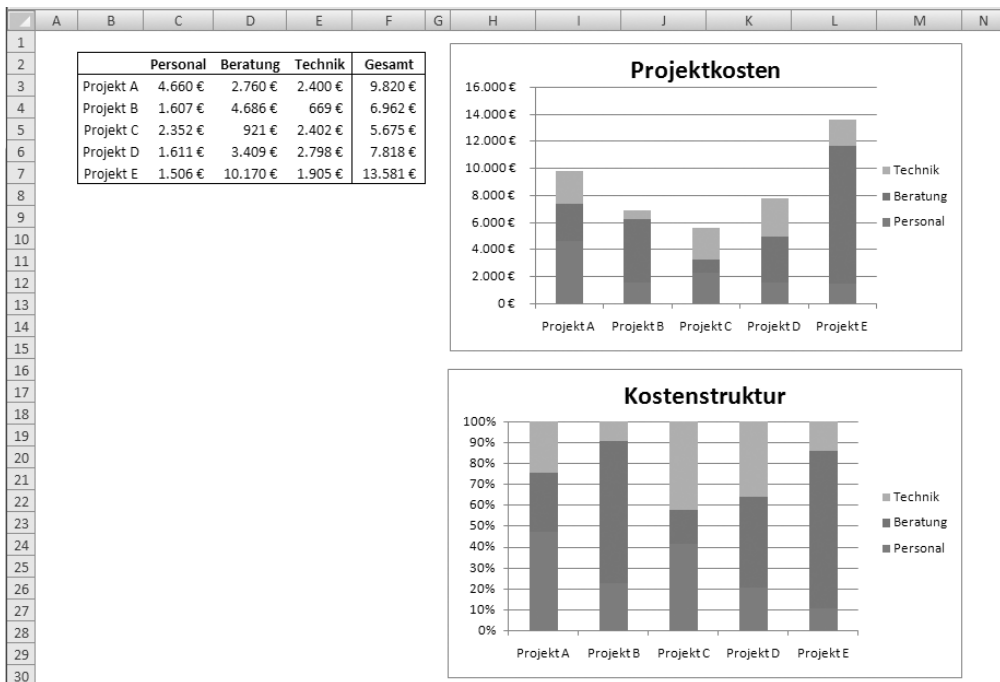 A B C D E F G H I J K L M N
1
2
3
4
5
6
7
8
9
10
11
12
13
14
15
16
17
18
19
20
21
22
23
24
25
26
27
28
29
30
Personal Beratung Technik Gesamt
Projekt A 4.660 € 2.760 € 2.400 € 9.820 €
Projekt B 1.607 € 4.686 € 669 € 6.962 €
Projekt C 2.352 € 921 € 2.402 € 5.675 €
Projekt D 1.611 € 3.409 € 2.798 € 7.818 €
Projekt E 1.506 € 10.170 € 1.905 € 13.581 €
Projektkosten
16.000 €
14.000 €
12.000 €
10.000 €
8.000 €
6.000 €
4.000 €
2.000 €
0 €
Projekt A Projekt B Projekt C Projekt D Projekt E
Technik
Beratung
Personal
Kostenstruktur
100%
90%
80%
70%
60%
50%
40%
30%
20%
10%
0%
Projekt A Projekt B Projekt C Projekt D Projekt E
Technik
Beratung
Personal